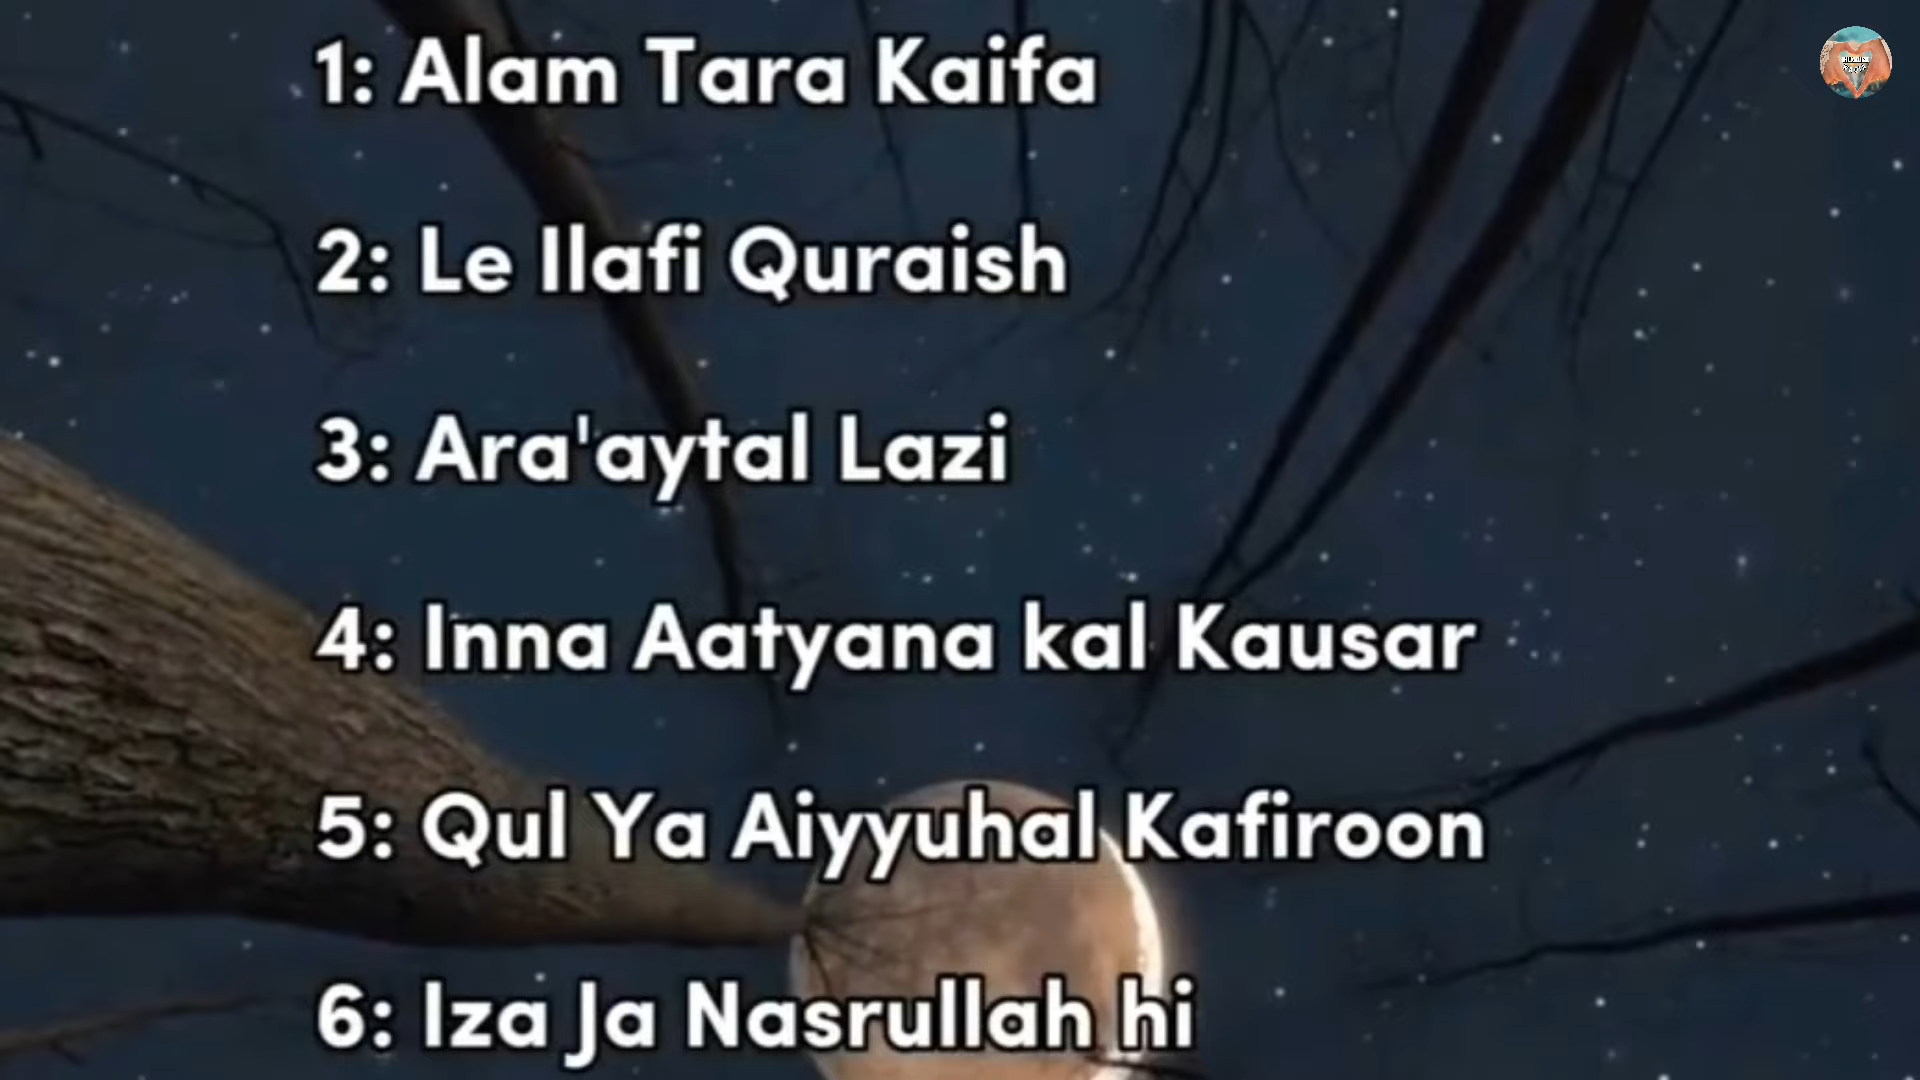 1: Alam Tara Kaifa
2: Le Ilafi Quraish
3: Ara'aytal Lazi
4: Inna Aatyana kal Kausar
5: Qul Ya Aiyyuhal Kafiroon
6: Iza Ja Nasrullah hi